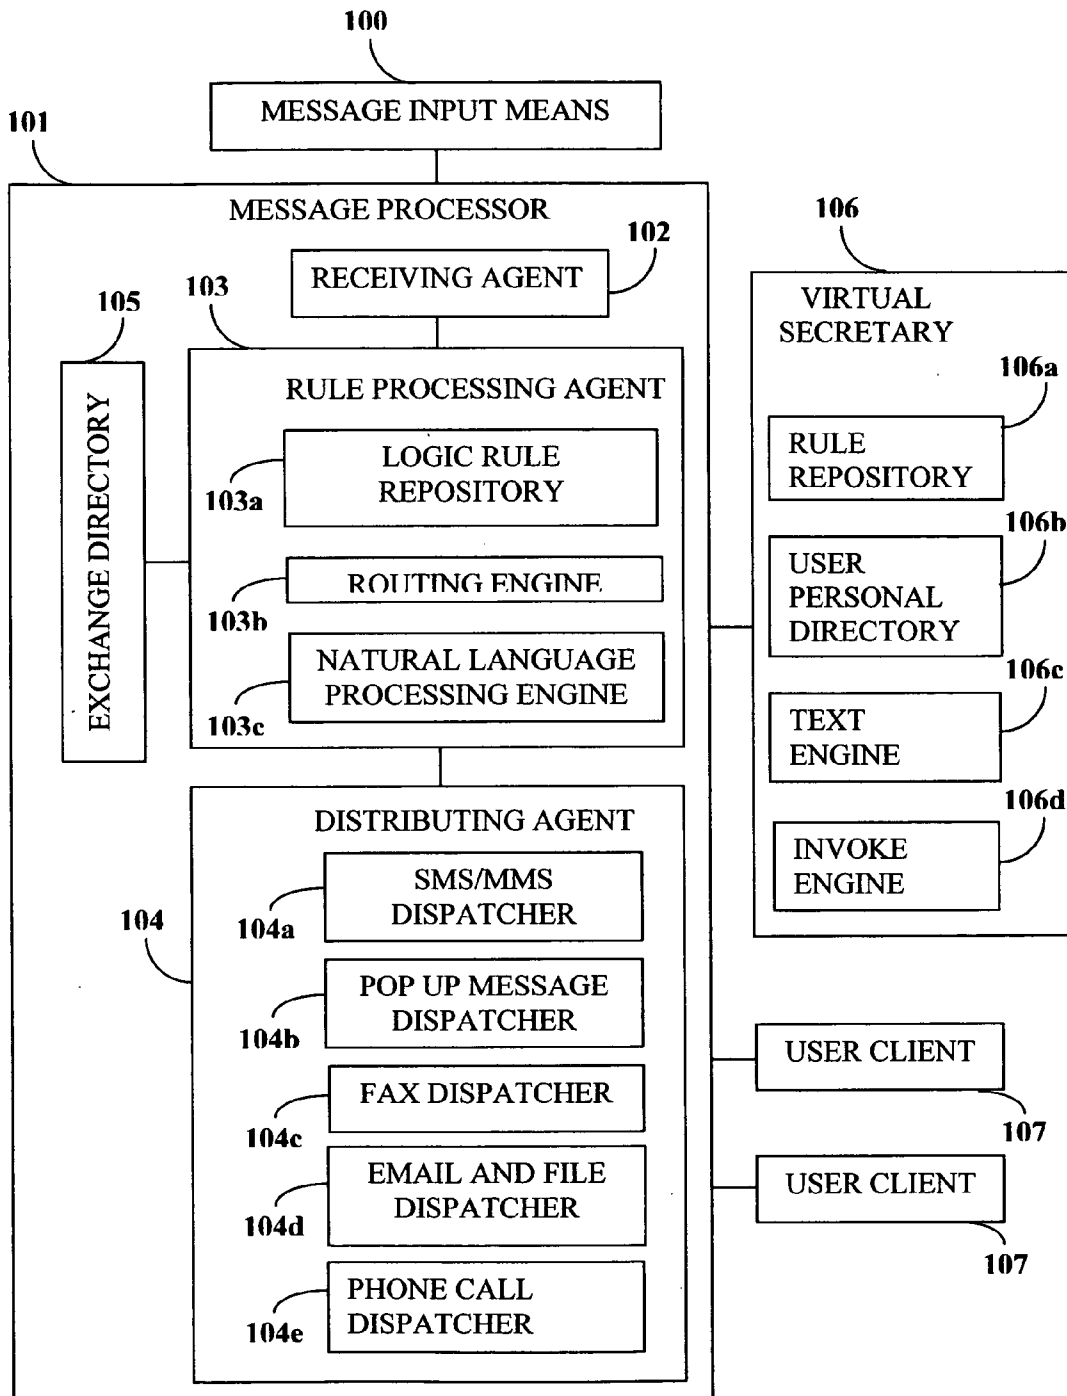 100
MESSAGE INPUT MEANS
101
MESSAGE PROCESSOR
102
RECEIVING AGENT
103
105
EXCHANGE DIRECTORY
RULE PROCESSING AGENT
LOGIC RULE
REPOSITORY
103a
ROUTING ENGINE
103b
NATURAL LANGUAGE
PROCESSING ENGINE
103c
DISTRIBUTING AGENT
104
SMS/MMS
DISPATCHER
104a
POP UP MESSAGE
DISPATCHER
104b
FAX DISPATCHER
104c
EMAIL AND FILE
DISPATCHER
104d
PHONE CALL
DISPATCHER
104e
106
VIRTUAL
SECRETARY
106a
RULE
REPOSITORY
106b
USER
PERSONAL
DIRECTORY
106c
TEXT
ENGINE
106d
INVOKE
ENGINE
USER CLIENT
107
USER CLIENT
107